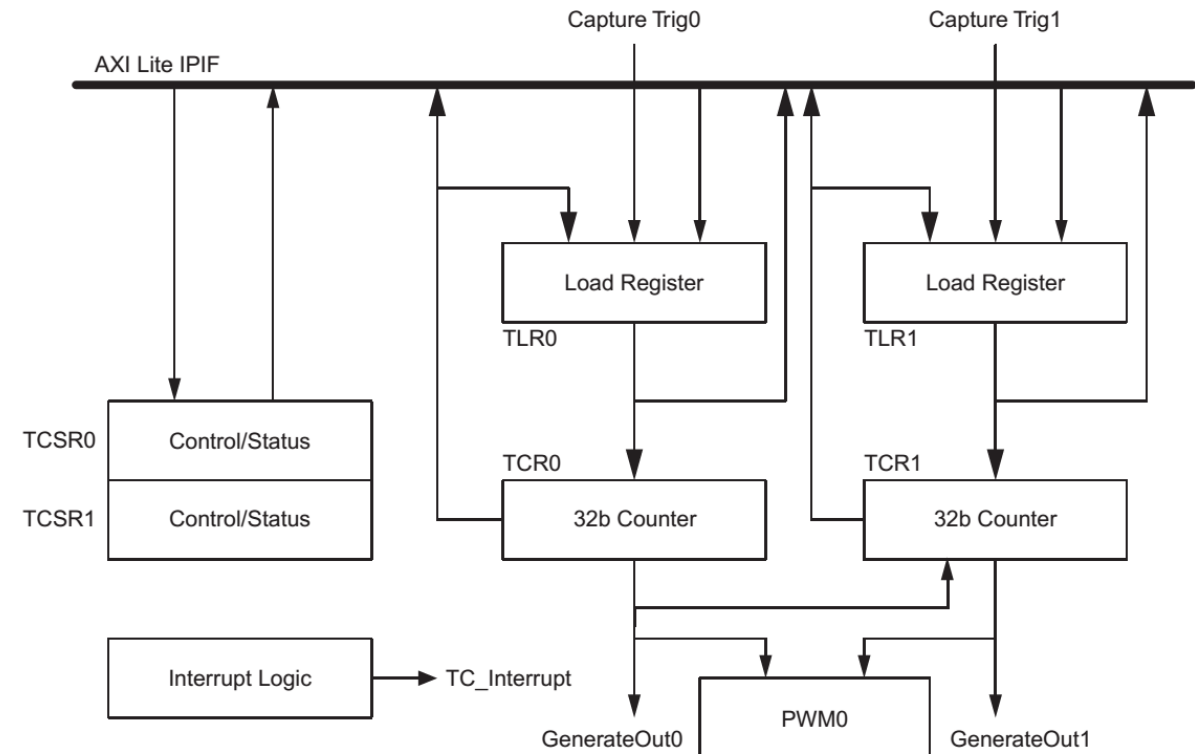 Capture Trig0
Capture Trig1
AXI Lite IPIF
Load Register
Load Register
TLR0
TLR1
TCSR0
Control/Status
TCR0
TCR1
TCSR1
Control/Status
32b Counter
32b Counter
Interrupt Logic
TC_Interrupt
PWM0
GenerateOut0
GenerateOut1